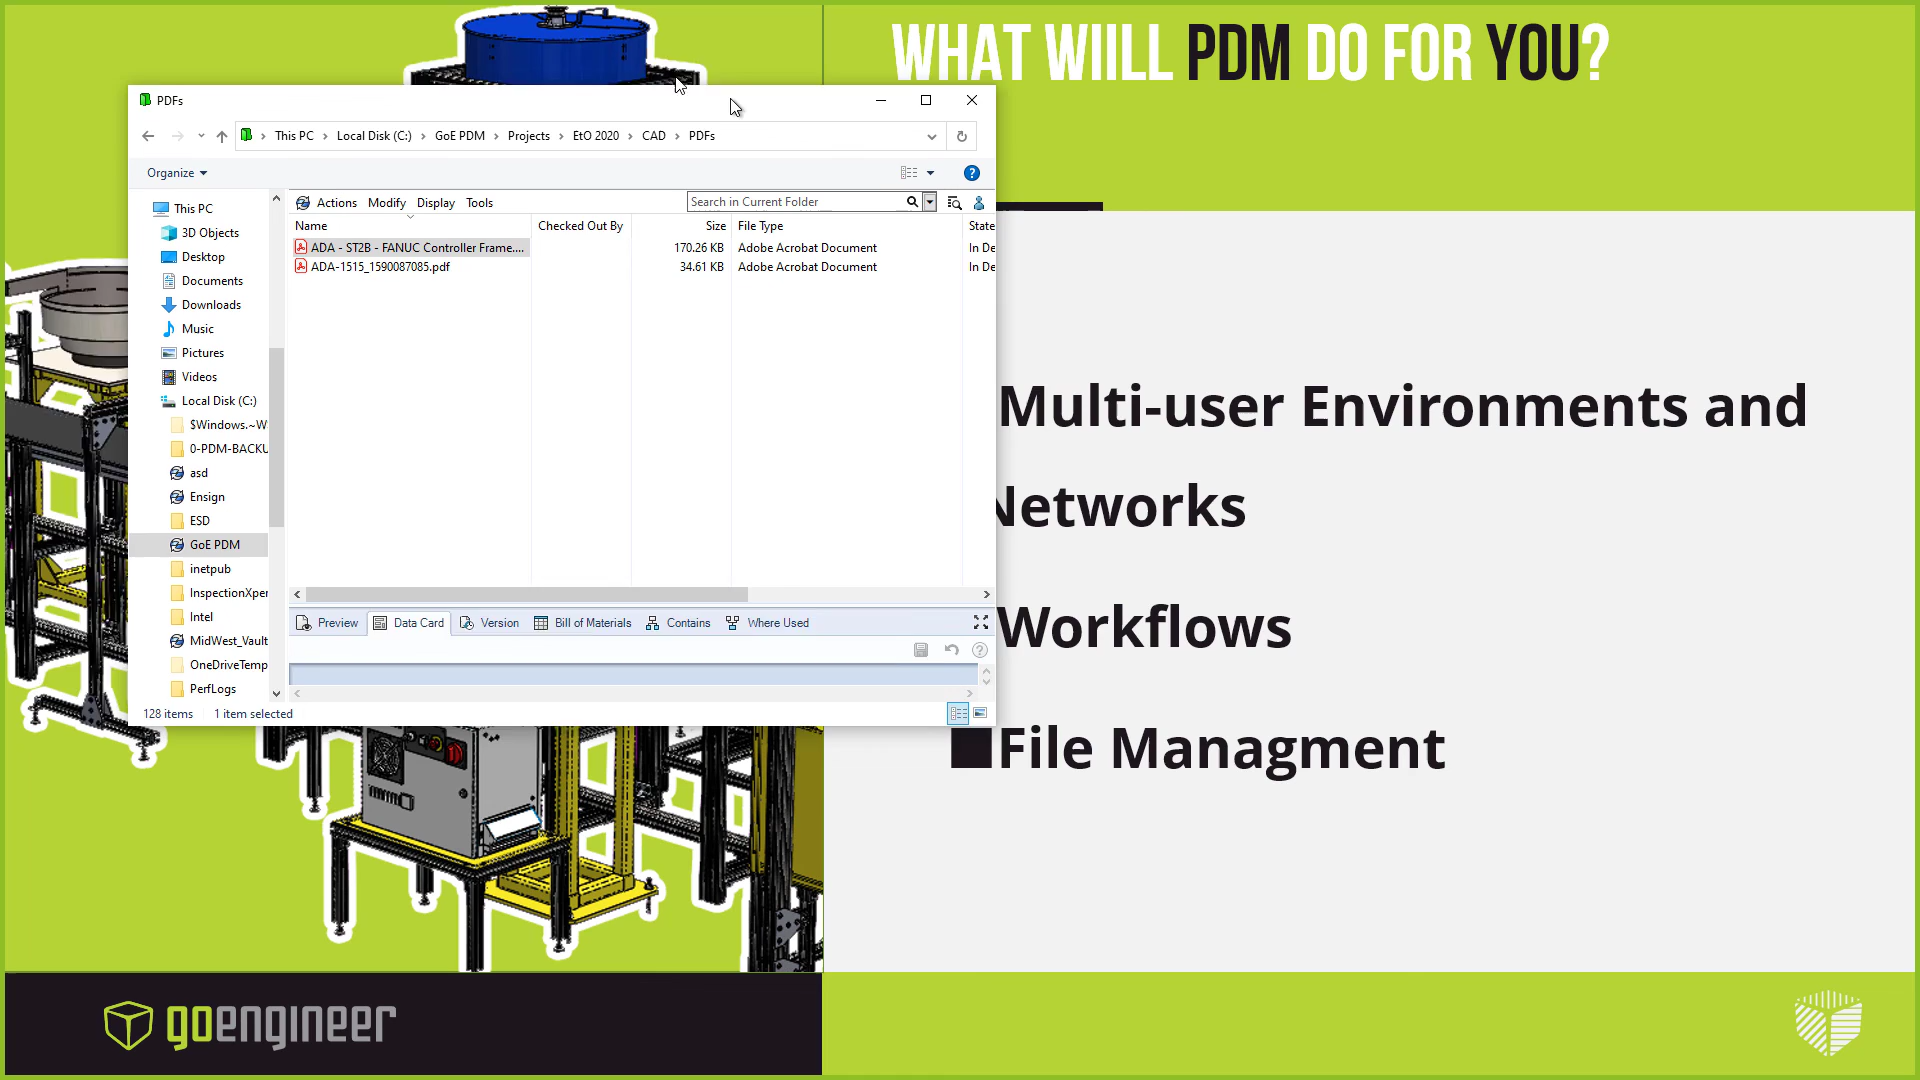 WHAT WIILL PDM DO FOR YOU?
PDFs
This PC > Local Disk (C:) > GoE PDM > Projects > EtO 2020 > CAD > PDFs
Organize
Actions Modify Display Tools Search in Current Folder
Name Checked Out By Size File Type State
ADA - ST2B - FANUC Controller Frame.... 170.26 KB Adobe Acrobat Document In De
ADA-1515_1590087085.pdf 34.61 KB Adobe Acrobat Document In De
This PC
3D Objects
Desktop
Documents
Downloads
Music
Pictures
Videos
Local Disk (C:)
$Windows.~W
0-PDM-BACKU
asd
Ensign
ESD
GoE PDM
inetpub
InspectionXper
Intel
MidWest_Vault
OneDriveTemp
PerfLogs
Preview Data Card Version Bill of Materials Contains Where Used
128 items 1 item selected
Multi-user Environments and
Networks
Workflows
File Managment
goengineer